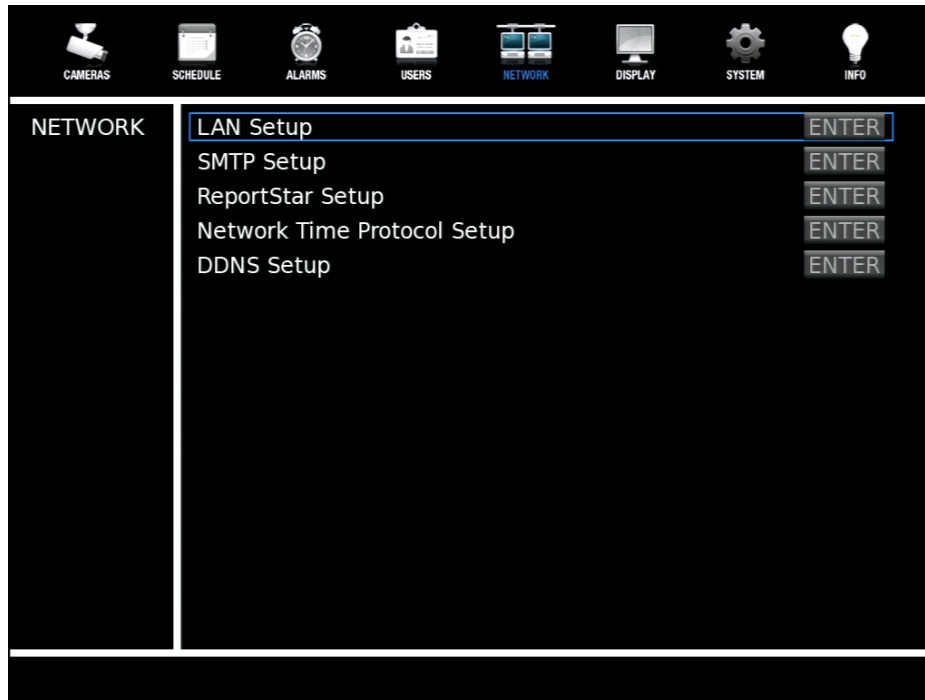 CAMERAS SCHEDULE ALARMS USERS NETWORK DISPLAY SYSTEM INFO
NETWORK
LAN Setup ENTER
SMTP Setup ENTER
ReportStar Setup ENTER
Network Time Protocol Setup ENTER
DDNS Setup ENTER